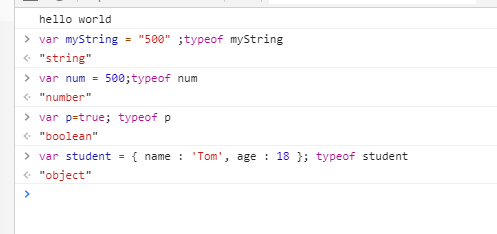 hello world
> var myString = "500" ;typeof myString
< "string"
> var num = 500;typeof num
< "number"
> var p=true; typeof p
< "boolean"
> var student = { name : 'Tom', age : 18 }; typeof student
< "object"
>